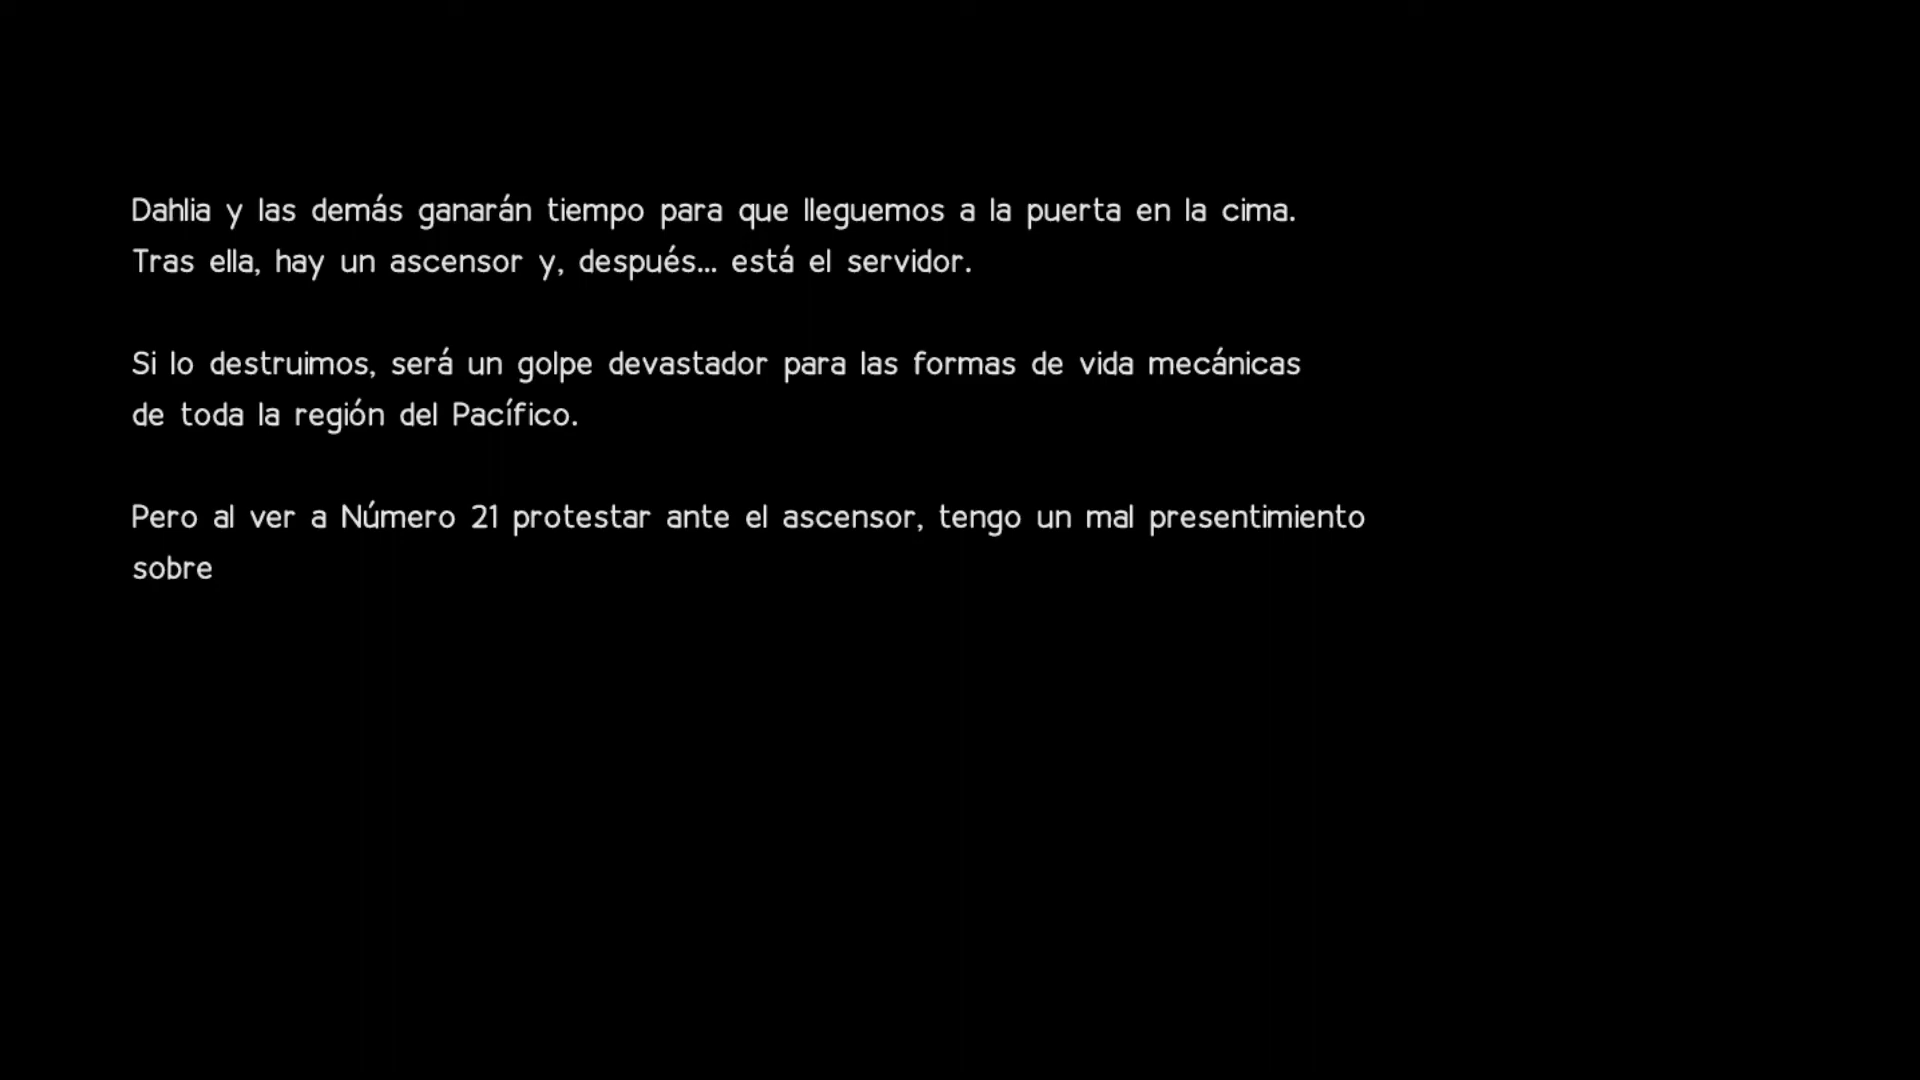 Dahlia y las demás ganarán tiempo para que lleguemos a la puerta en la cima.
Tras ella, hay un ascensor y, después... está el servidor.
Si lo destruimos, será un golpe devastador para las formas de vida mecánicas
de toda la región del Pacífico.
Pero al ver a Número 21 protestar ante el ascensor, tengo un mal presentimiento
sobre